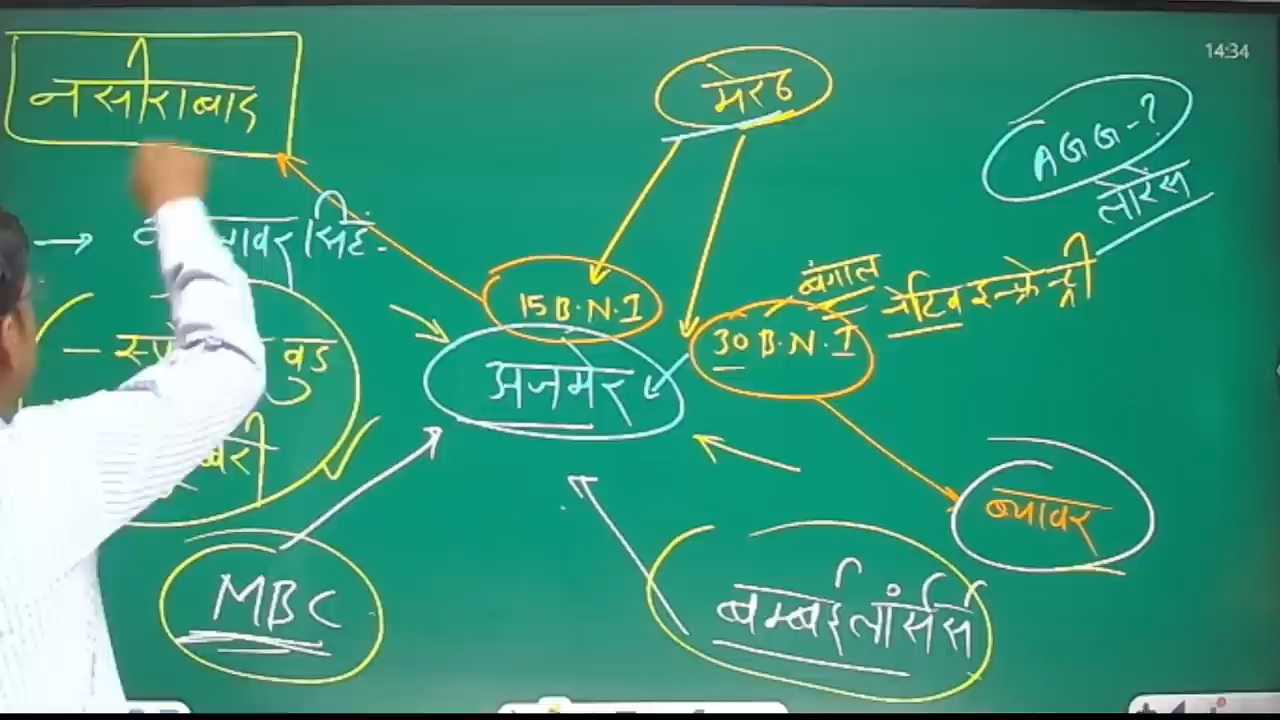 14:34
नसीराबाद
मेरठ
AGG-?
लोरेंस
15 B.N.I
बंगाल
30 B.N.I
नेटिव इन्फेन्ट्री
अजमेर
ब्यावर
MBC
बम्बई लांर्सर्स